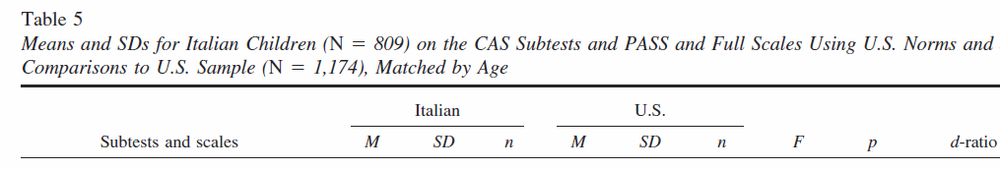 Table 5
Means and SDs for Italian Children (N = 809) on the CAS Subtests and PASS and Full Scales Using U.S. Norms and
Comparisons to U.S. Sample (N = 1,174), Matched by Age
Italian U.S.
Subtests and scales M SD n M SD n F p d-ratio